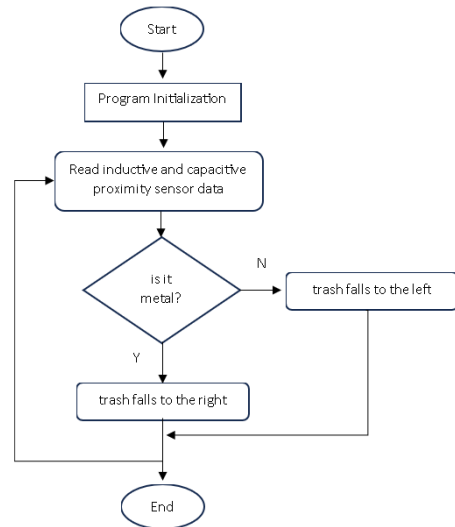 Start
Program Initialization
Read inductive and capacitive
proximity sensor data
is it
metal?
N
trash falls to the left
Y
trash falls to the right
End